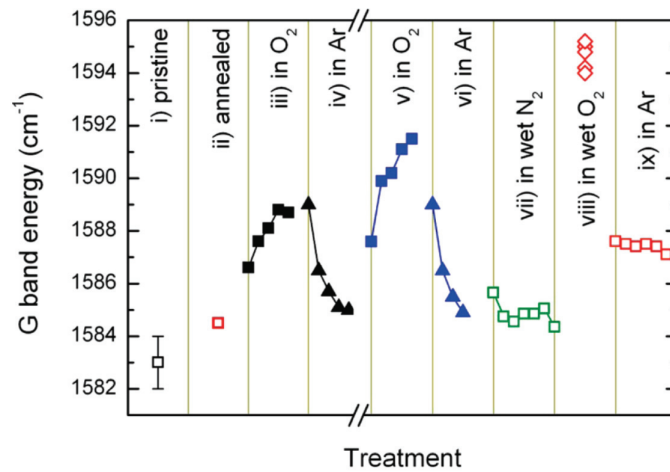 1596
1594
1592
1590
1588
1586
1584
1582
G band energy (cm⁻¹)
i) pristine
ii) annealed
iii) in O₂
iv) in Ar
v) in O₂
vi) in Ar
vii) in wet N₂
viii) in wet O₂
ix) in Ar
Treatment